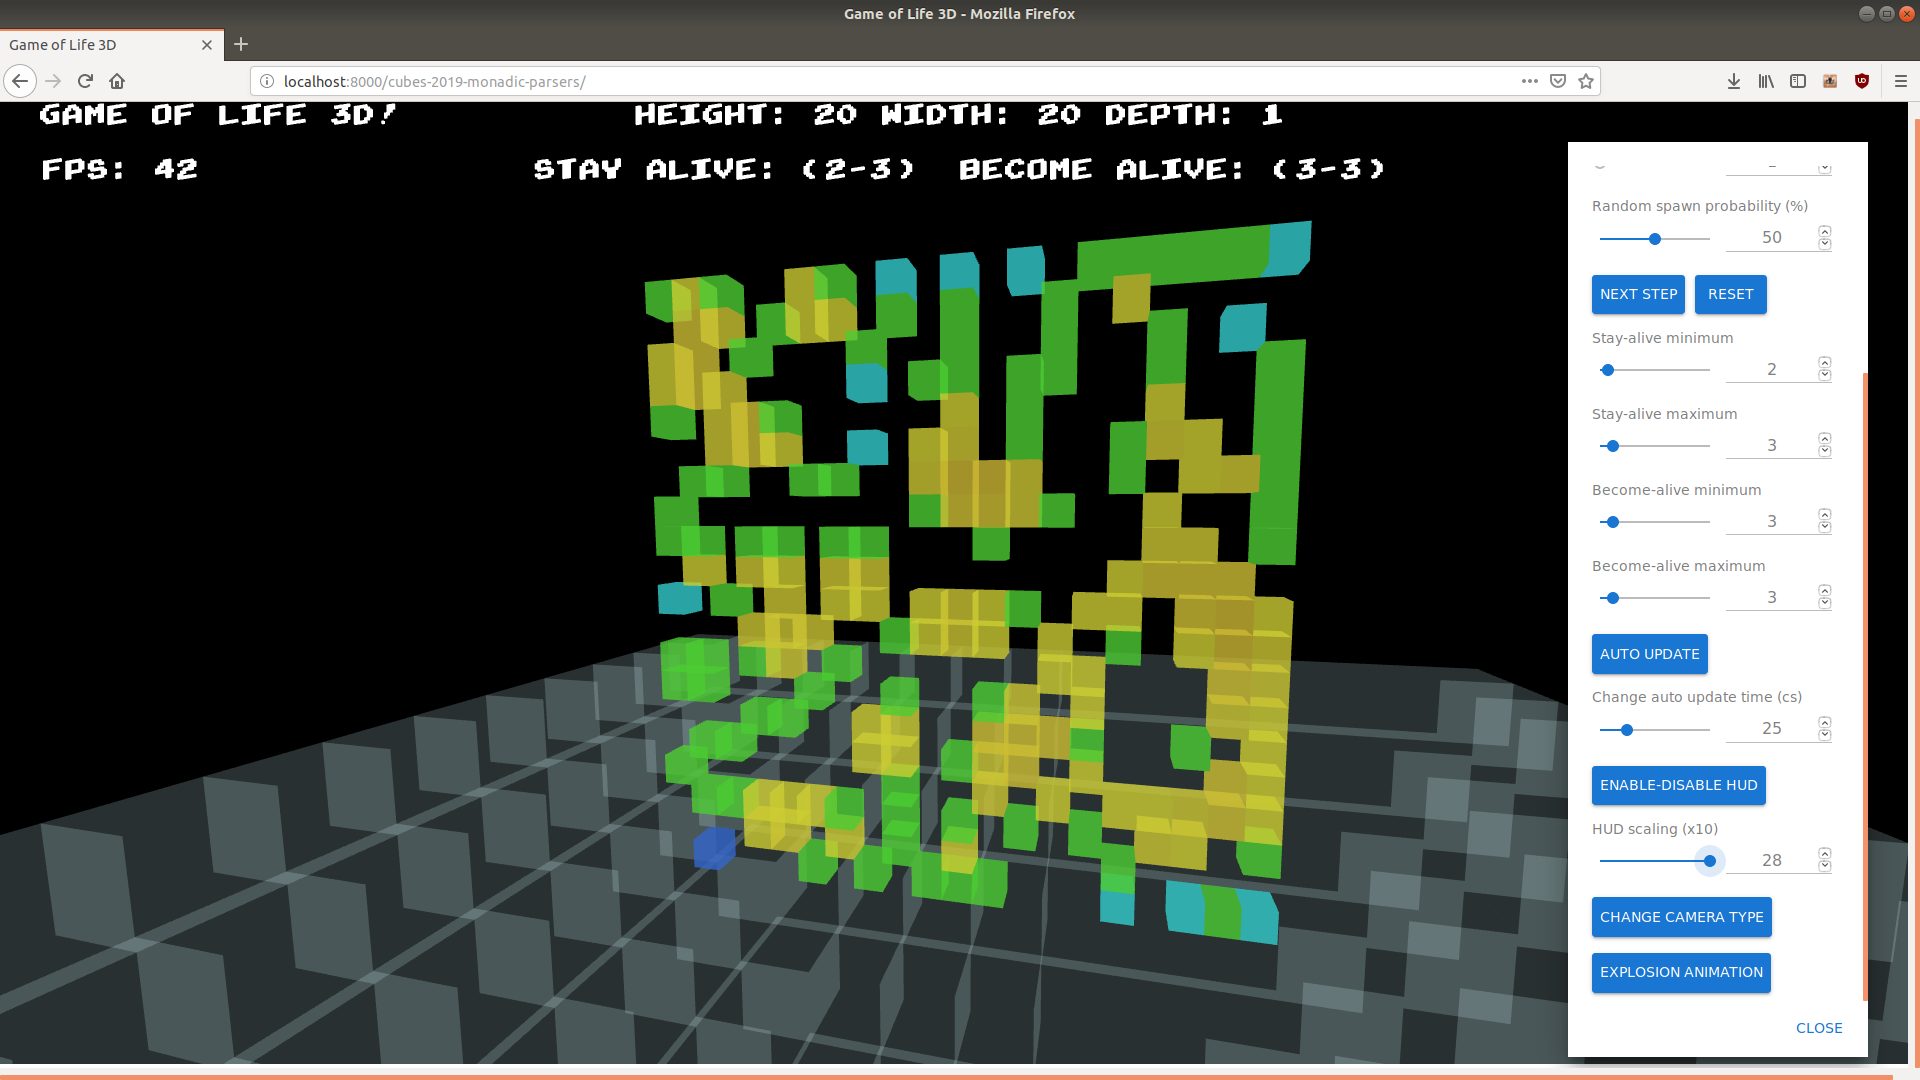 Game of Life 3D - Mozilla Firefox
Game of Life 3D
localhost:8000/cubes-2019-monadic-parsers/
GAME OF LIFE 3D! HEIGHT: 20 WIDTH: 20 DEPTH: 1
FPS: 42 STAY ALIVE: (2-3) BECOME ALIVE: (3-3)
Random spawn probability (%)
50
NEXT STEP RESET
Stay-alive minimum
2
Stay-alive maximum
3
Become-alive minimum
3
Become-alive maximum
3
AUTO UPDATE
Change auto update time (cs)
25
ENABLE-DISABLE HUD
HUD scaling (x10)
28
CHANGE CAMERA TYPE
EXPLOSION ANIMATION
CLOSE